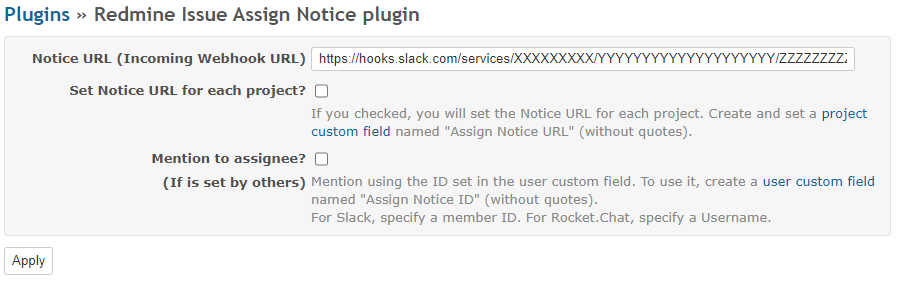 Plugins » Redmine Issue Assign Notice plugin
Notice URL (Incoming Webhook URL) https://hooks.slack.com/services/XXXXXXXXX/YYYYYYYYYYYYYYYYYYYY/ZZZZZZZZZ
Set Notice URL for each project?
If you checked, you will set the Notice URL for each project. Create and set a project
custom field named "Assign Notice URL" (without quotes).
Mention to assignee?
(If is set by others) Mention using the ID set in the user custom field. To use it, create a user custom field
named "Assign Notice ID" (without quotes).
For Slack, specify a member ID. For Rocket.Chat, specify a Username.
Apply